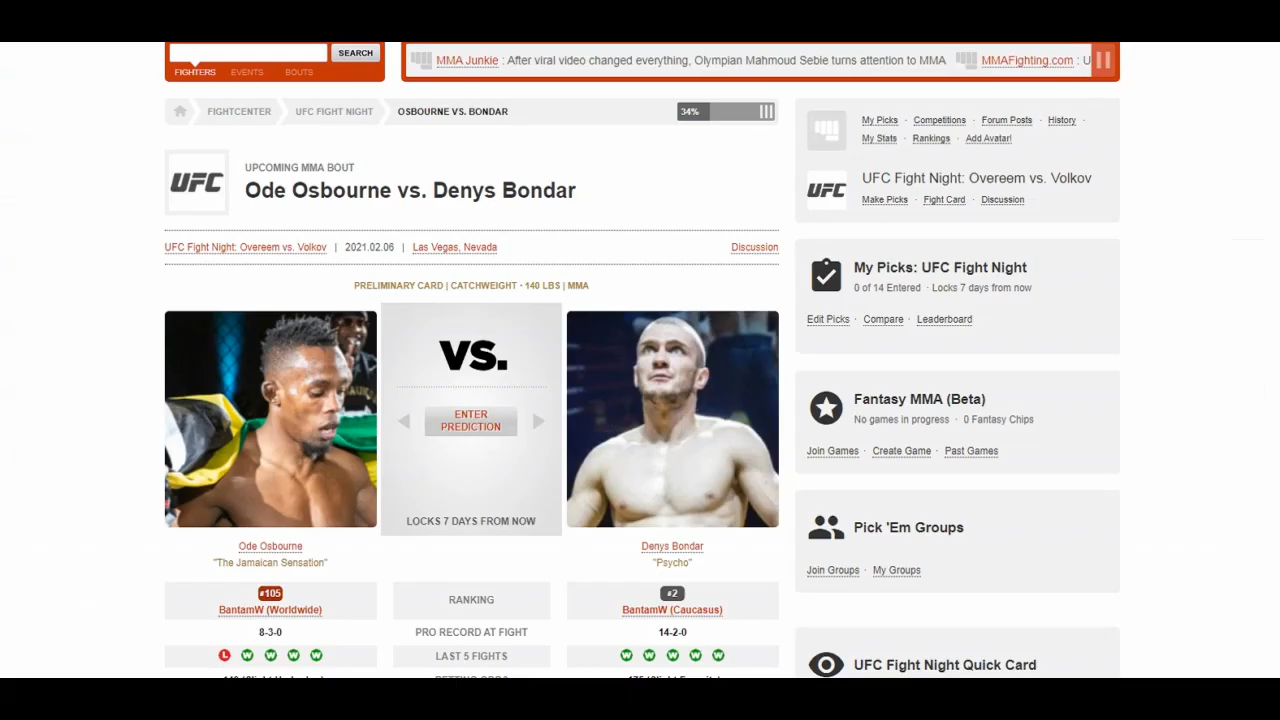 SEARCH
FIGHTERS EVENTS BOUTS
MMA Junkie : After viral video changed everything, Olympian Mahmoud Sebie turns attention to MMA
MMAFighting.com : U
FIGHTCENTER UFC FIGHT NIGHT OSBOURNE VS. BONDAR
34%
UFC
UPCOMING MMA BOUT
Ode Osbourne vs. Denys Bondar
UFC Fight Night: Overeem vs. Volkov | 2021.02.06 | Las Vegas, Nevada
Discussion
PRELIMINARY CARD | CATCHWEIGHT · 140 LBS | MMA
VS.
ENTER
PREDICTION
LOCKS 7 DAYS FROM NOW
Ode Osbourne
"The Jamaican Sensation"
Denys Bondar
"Psycho"
#105
BantamW (Worldwide)
RANKING
#2
BantamW (Caucasus)
8-3-0 PRO RECORD AT FIGHT 14-2-0
L W W W W LAST 5 FIGHTS W W W W W
My Picks · Competitions · Forum Posts · History ·
My Stats · Rankings · Add Avatar!
UFC
UFC Fight Night: Overeem vs. Volkov
Make Picks · Fight Card · Discussion
My Picks: UFC Fight Night
0 of 14 Entered · Locks 7 days from now
Edit Picks · Compare · Leaderboard
Fantasy MMA (Beta)
No games in progress · 0 Fantasy Chips
Join Games · Create Game · Past Games
Pick 'Em Groups
Join Groups · My Groups
UFC Fight Night Quick Card